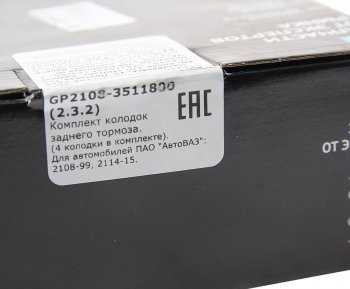 GP2108-3511800
(2.3.2)
Комплект колодок
заднего тормоза.
(4 колодки в комплекте).
Для автомобилей ПАО "АвтоВАЗ":
2108-99, 2114-15.
EAC
ОТ